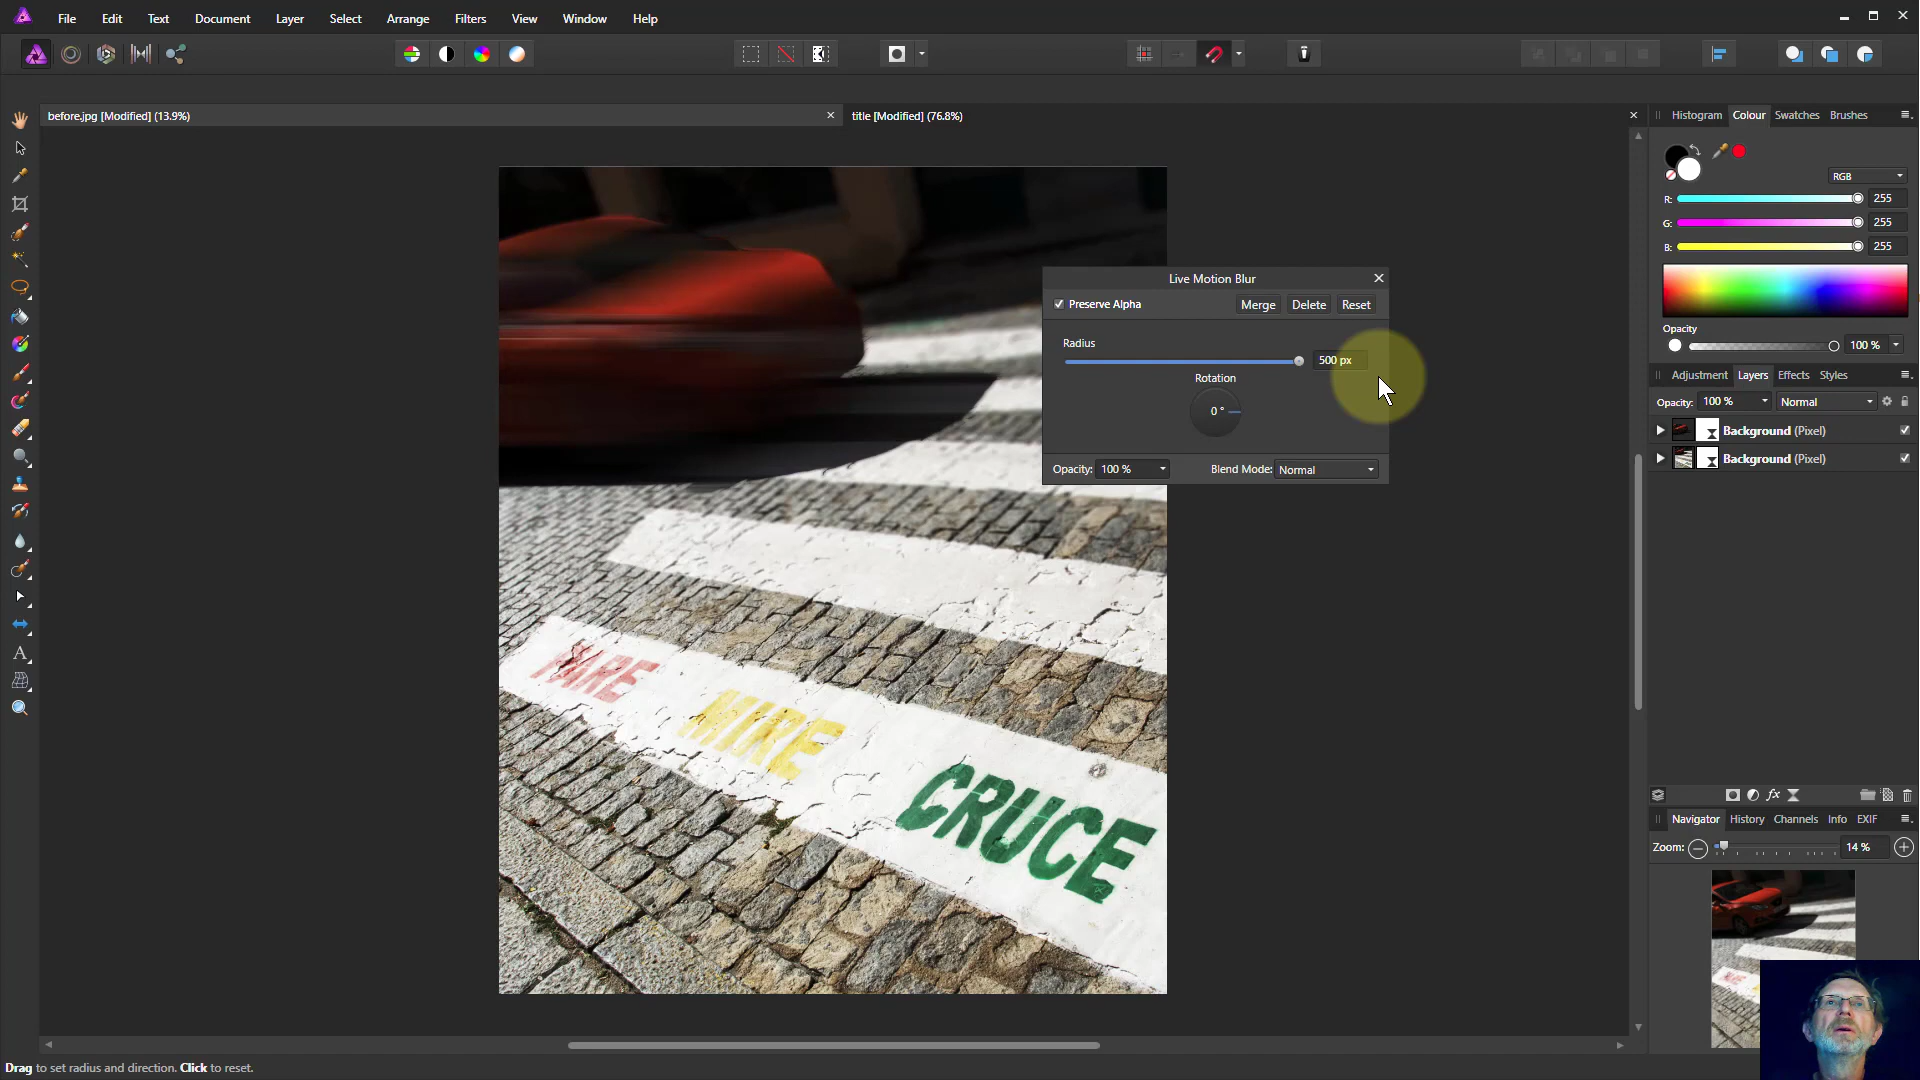 File Edit Text Document Layer Select Arrange Filters View Window Help
before.jpg [Modified] (13.9%)
title [Modified] (76.8%)
Histogram Colour Swatches Brushes
RGB
R: 255
G: 255
B: 255
Opacity
100 %
Adjustment Layers Effects Styles
Opacity: 100 % Normal
Background (Pixel)
Background (Pixel)
Live Motion Blur
Preserve Alpha Merge Delete Reset
Radius
500 px
Rotation
0 °
Opacity: 100 % Blend Mode: Normal
PARE
MIRE
CRUCE
fx
Navigator History Channels Info EXIF
Zoom: 14 %
Drag to set radius and direction. Click to reset.